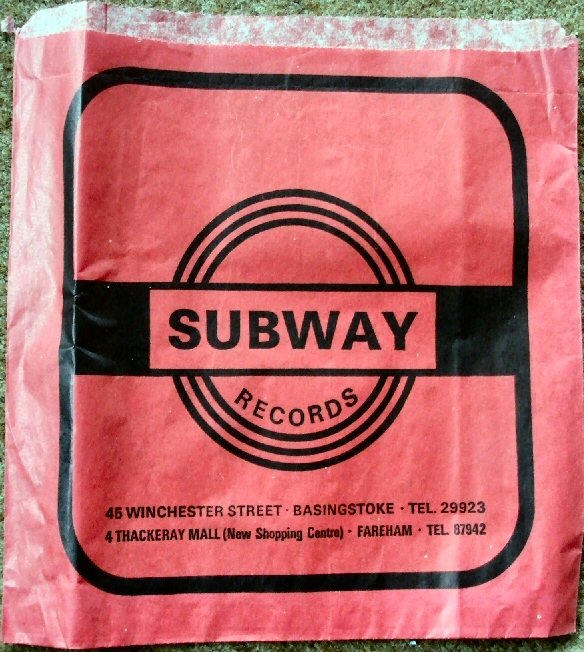 SUBWAY
RECORDS
45 WINCHESTER STREET · BASINGSTOKE · TEL. 29923
4 THACKERAY MALL (New Shopping Centre) · FAREHAM · TEL. 87942